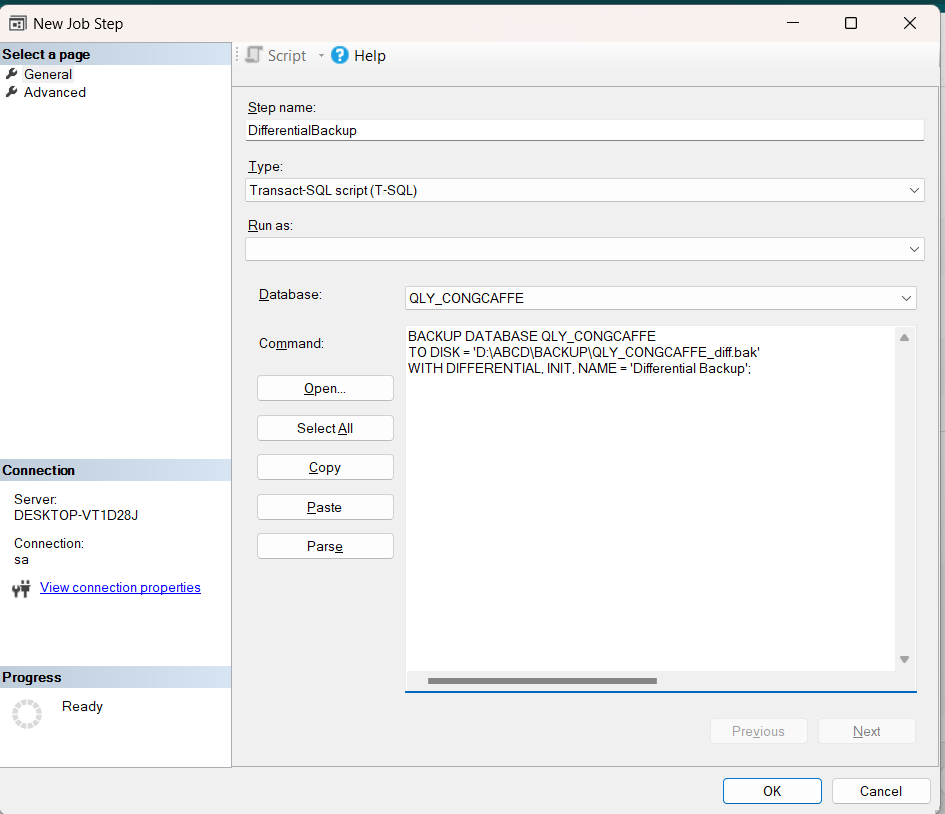 New Job Step
Select a page
General
Advanced
Script
Help
Step name:
DifferentialBackup
Type:
Transact-SQL script (T-SQL)
Run as:
Database:
QLY_CONGCAFFE
Command:
BACKUP DATABASE QLY_CONGCAFFE
TO DISK = 'D:\ABCD\BACKUP\QLY_CONGCAFFE_diff.bak'
WITH DIFFERENTIAL, INIT, NAME = 'Differential Backup';
Open...
Select All
Copy
Paste
Parse
Connection
Server:
DESKTOP-VT1D28J
Connection:
sa
View connection properties
Progress
Ready
Previous
Next
OK
Cancel